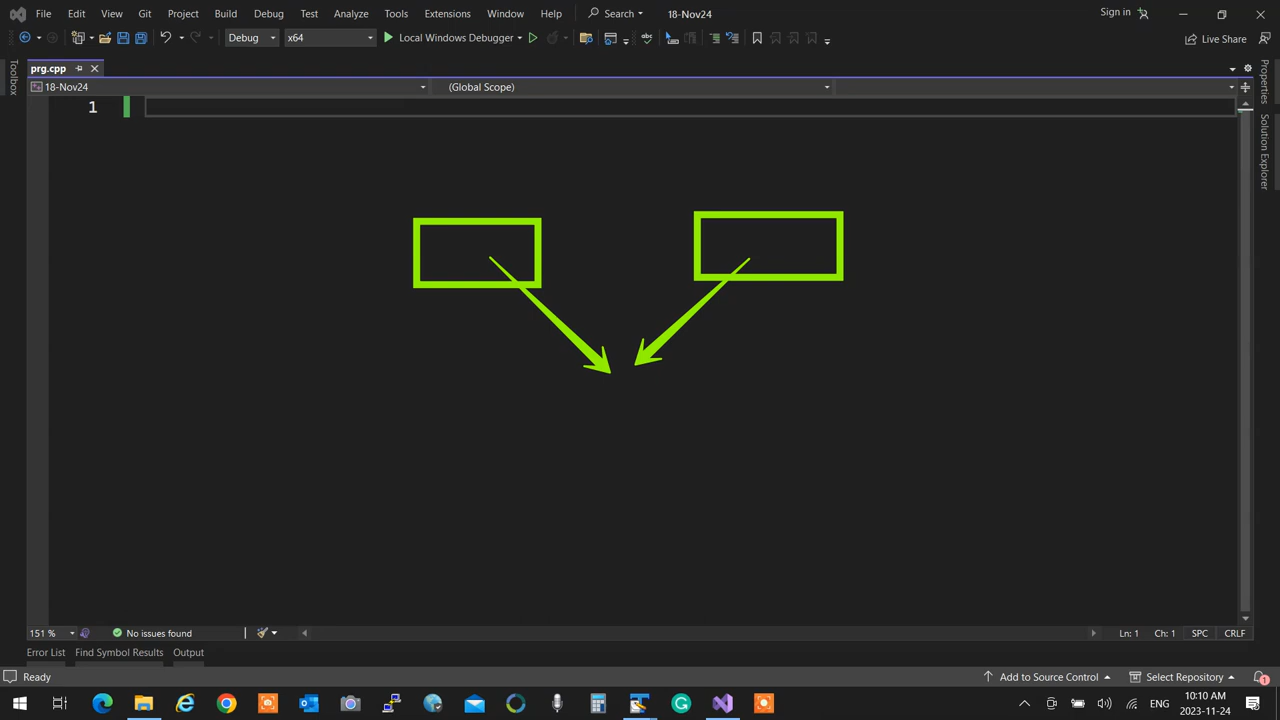 File Edit View Git Project Build Debug Test Analyze Tools Extensions Window Help Search 18-Nov24 Sign in
Debug x64 Local Windows Debugger Live Share
prg.cpp
18-Nov24 (Global Scope)
1
Toolbox
Properties
Solution Explorer
151 % No issues found Ln: 1 Ch: 1 SPC CRLF
Error List Find Symbol Results Output
Ready Add to Source Control Select Repository 1
ENG 10:10 AM
2023-11-24